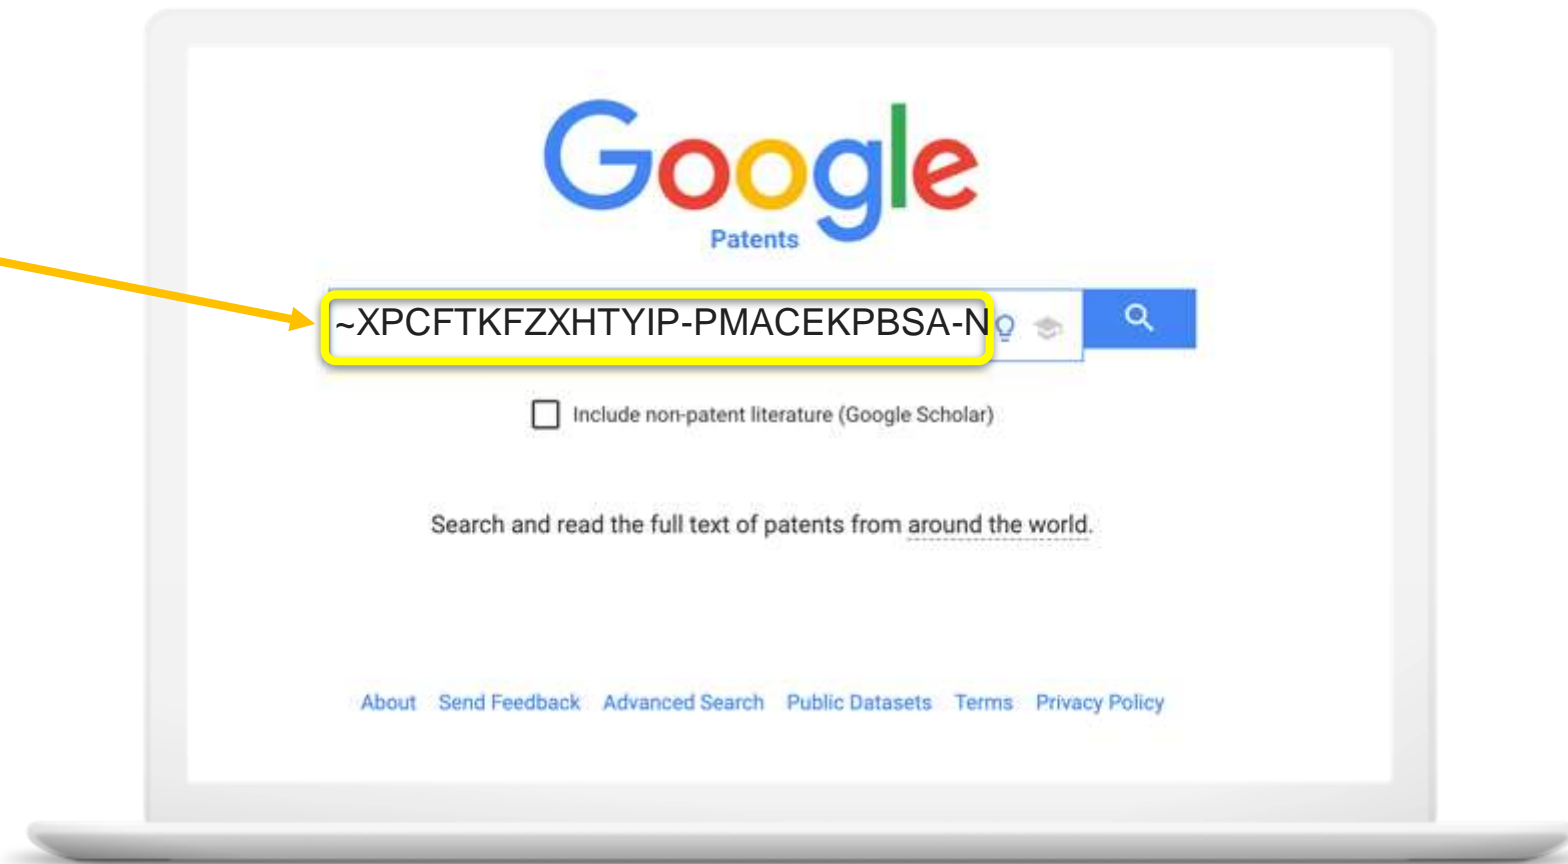 Google
Patents
~XPCFTKFZXHTYIP-PMACEKPBSA-N
Include non-patent literature (Google Scholar)
Search and read the full text of patents from around the world.
About Send Feedback Advanced Search Public Datasets Terms Privacy Policy